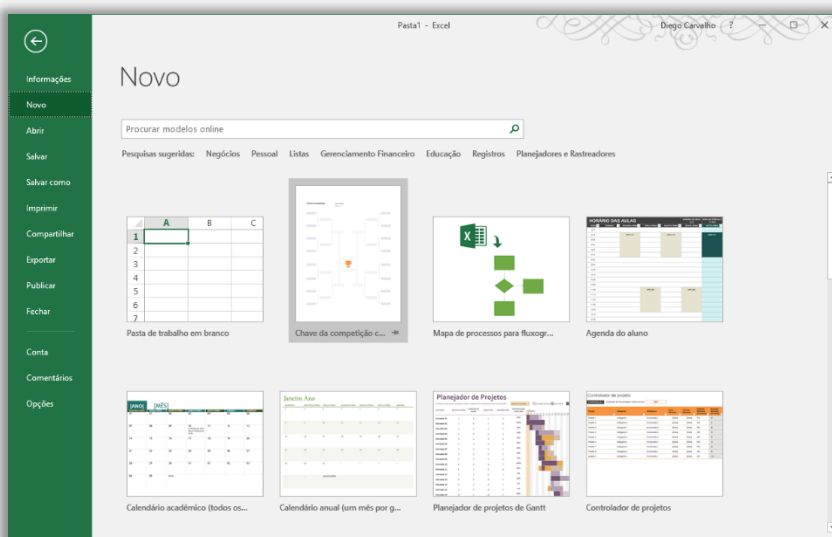 Pasta1 - Excel
Diego Carvalho ?
Informações
Novo
Abrir
Salvar
Salvar como
Imprimir
Compartilhar
Exportar
Publicar
Fechar
Conta
Comentários
Opções
Novo
Procurar modelos online
Pesquisas sugeridas: Negócios Pessoal Listas Gerenciamento Financeiro Educação Registros Planejadores e Rastreadores
A B C
1
2
3
4
5
6
7
Pasta de trabalho em branco
Chave da competição c...
Mapa de processos para fluxogr...
HORÁRIO DAS AULAS
Agenda do aluno
[ANO] [MÊS]
Calendário acadêmico (todos os...
Janeiro Ano
Calendário anual (um mês por g...
Planejador de Projetos
Planejador de projetos de Gantt
Controlador de projeto
Controlador de projetos